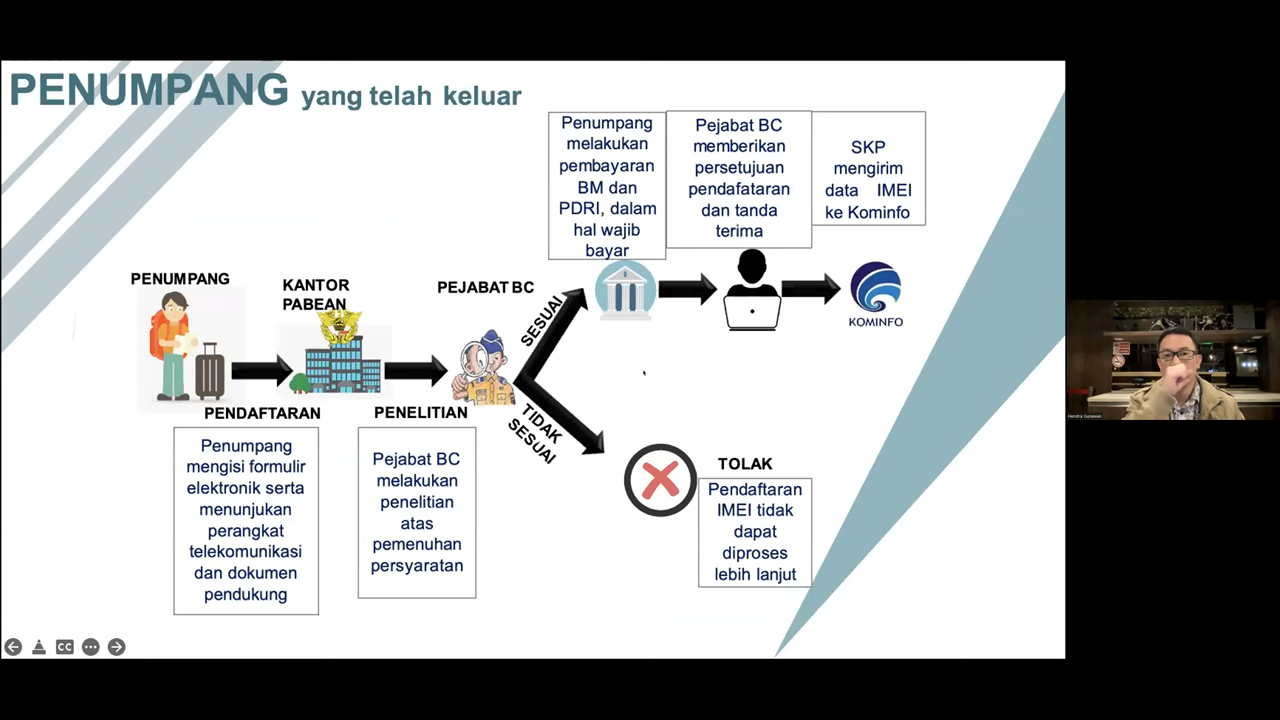 PENUMPANG yang telah keluar
Penumpang
melakukan
pembayaran
BM dan
PDRI, dalam
hal wajib
bayar
Pejabat BC
memberikan
persetujuan
pendafataran
dan tanda
terima
SKP
mengirim
data IMEI
ke Kominfo
PENUMPANG
KANTOR
PABEAN
PEJABAT BC
SESUAI
KOMINFO
PENDAFTARAN
PENELITIAN
TIDAK
SESUAI
Penumpang
mengisi formulir
elektronik serta
menunjukan
perangkat
telekomunikasi
dan dokumen
pendukung
Pejabat BC
melakukan
penelitian
atas
pemenuhan
persyaratan
TOLAK
Pendaftaran
IMEI tidak
dapat
diproses
lebih lanjut
CC
Hendra Gunawan